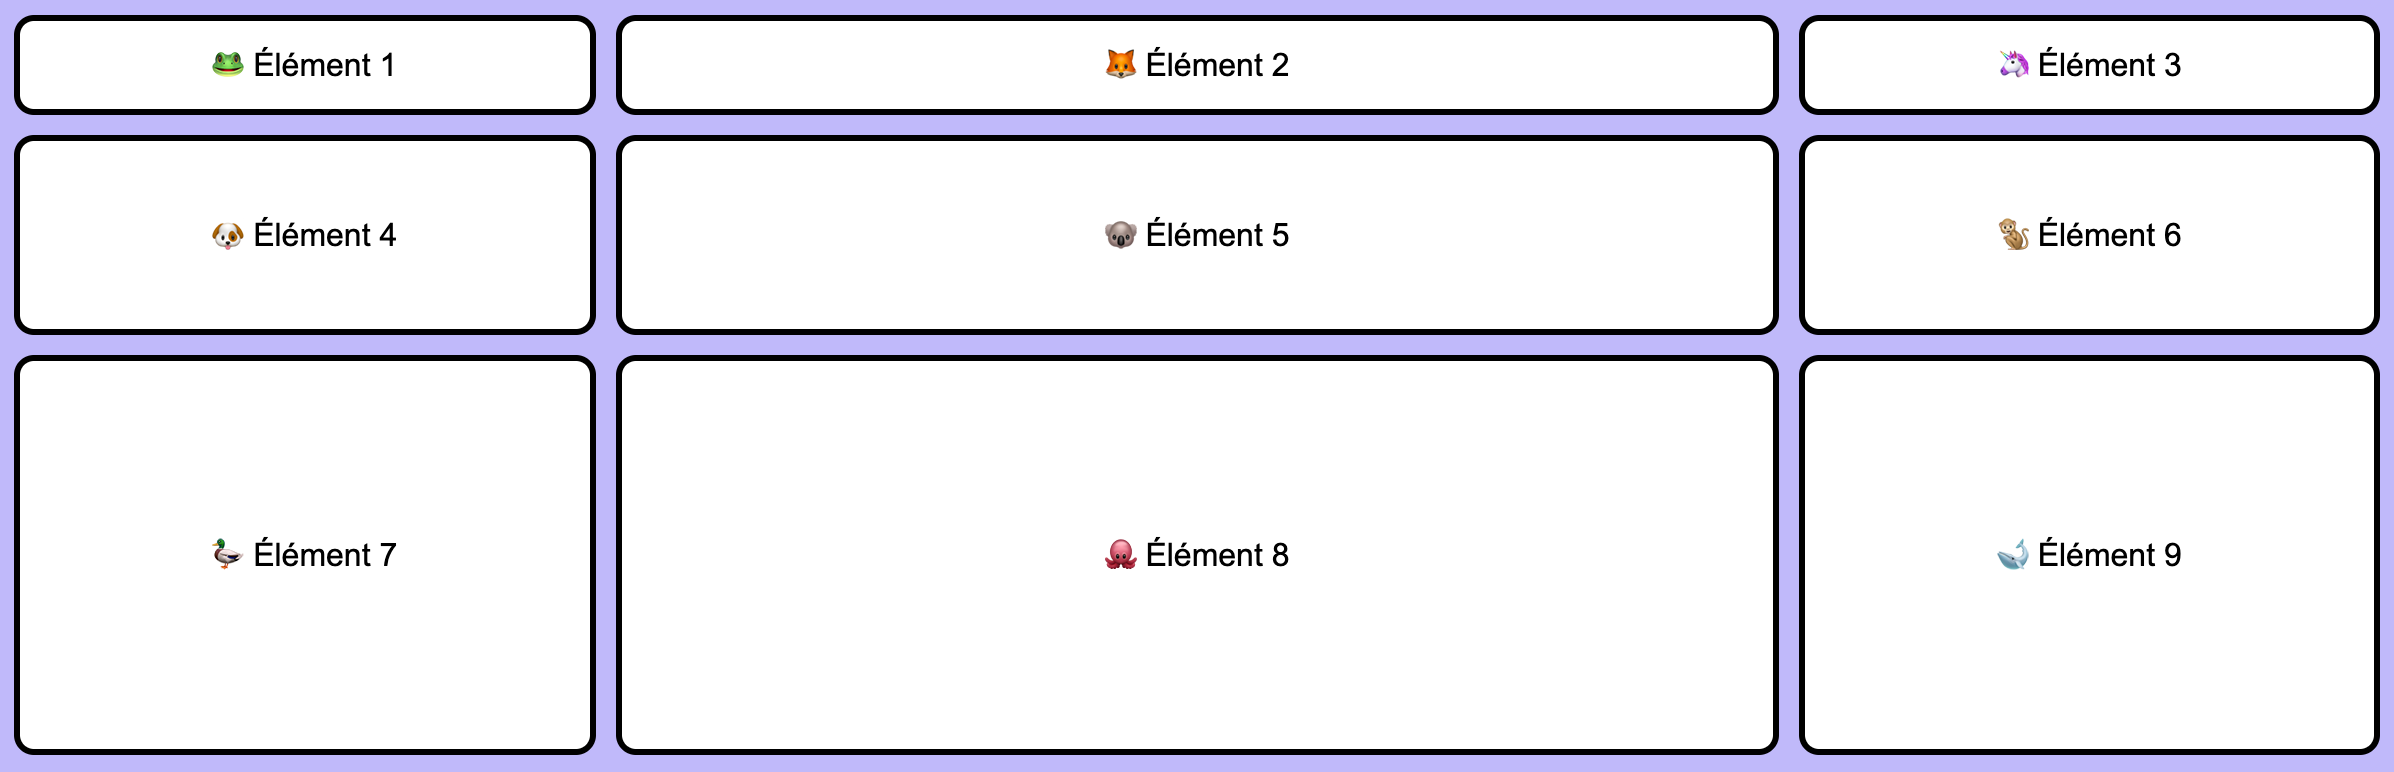 🐸 Élément 1
🦊 Élément 2
🦄 Élément 3
🐶 Élément 4
🐨 Élément 5
🐒 Élément 6
🦆 Élément 7
🐙 Élément 8
🐋 Élément 9